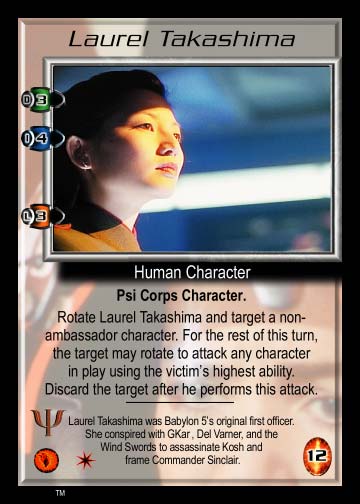 Laurel Takashima
D 3
I 4
L 3
Human Character
Psi Corps Character.
Rotate Laurel Takashima and target a non-
ambassador character. For the rest of this turn,
the target may rotate to attack any character
in play using the victim's highest ability.
Discard the target after he performs this attack.
Laurel Takashima was Babylon 5's original first officer.
She conspired with GKar, Del Varner, and the
Wind Swords to assassinate Kosh and
frame Commander Sinclair.
12
TM